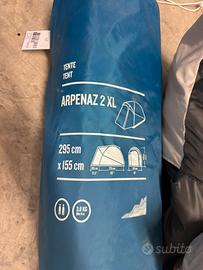 TENTE
TENT
ARPENAZ 2 XL
295 cm
x 155 cm
subito